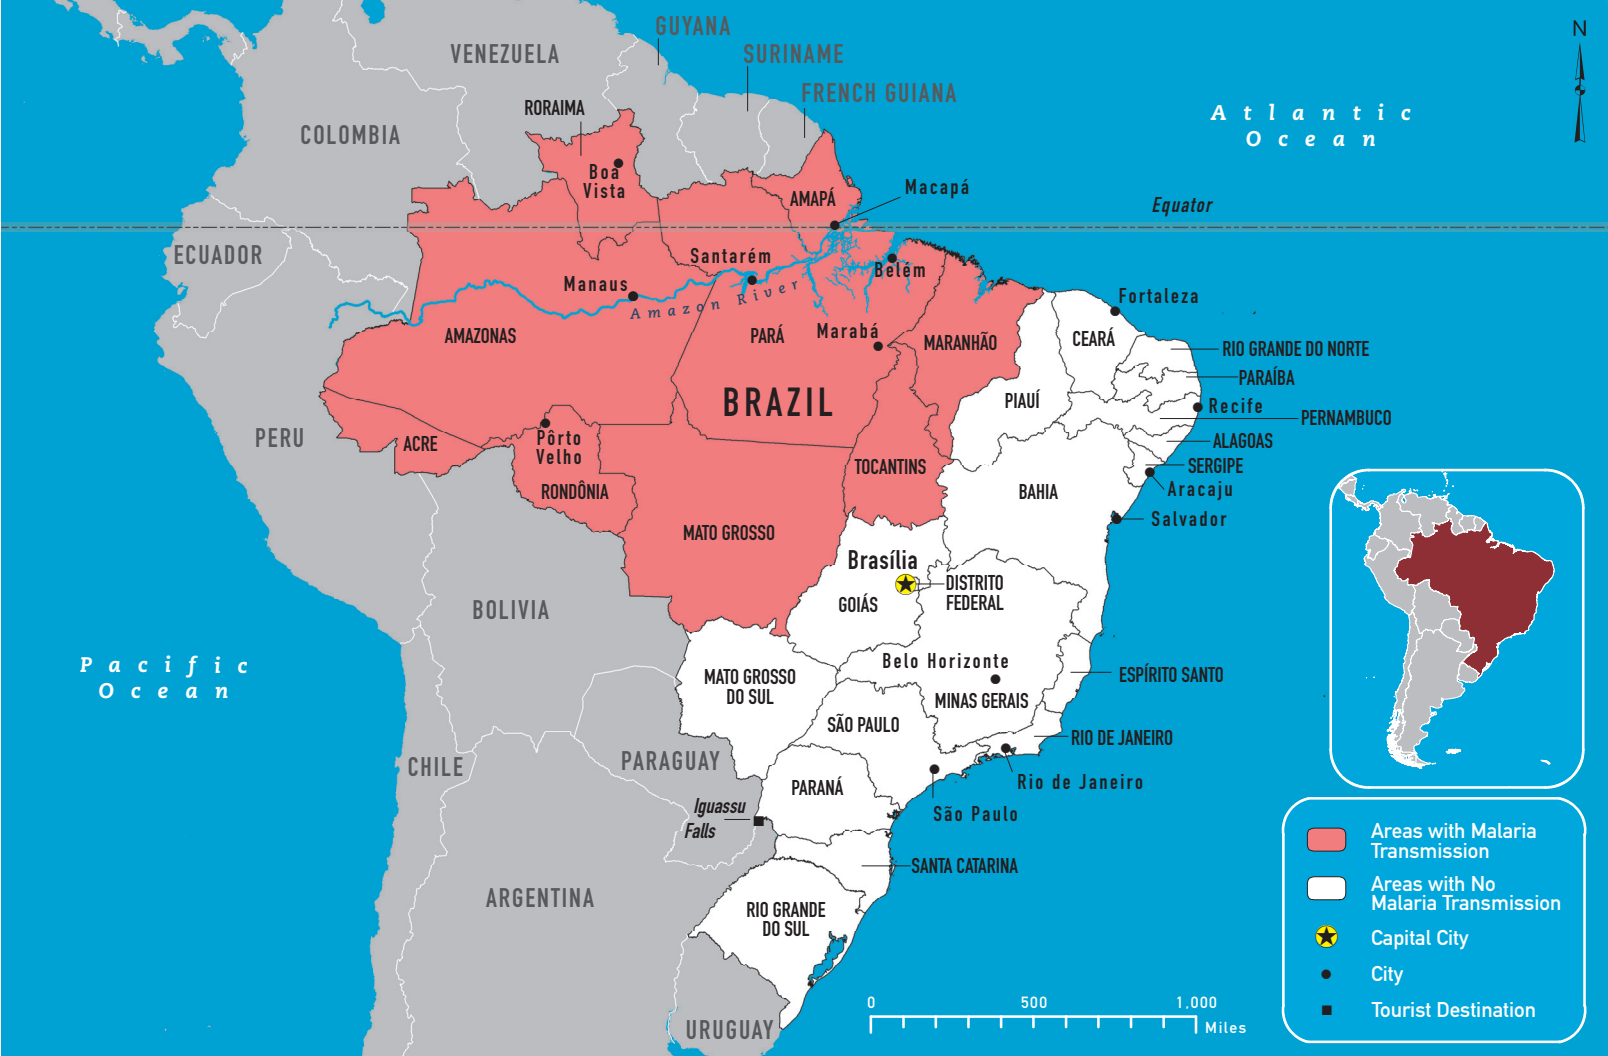 GUYANA
VENEZUELA
SURINAME
FRENCH GUIANA
RORAIMA
COLOMBIA
Atlantic
Ocean
N
Boa
Vista
AMAPÁ
Macapá
Equator
ECUADOR
Santarém
Belém
Manaus
Amazon River
Fortaleza
AMAZONAS
PARÁ
Marabá
MARANHÃO
CEARÁ
RIO GRANDE DO NORTE
PARAÍBA
BRAZIL
PIAUÍ
Recife
PERNAMBUCO
PERU
ACRE
Pôrto
Velho
ALAGOAS
TOCANTINS
SERGIPE
RONDÔNIA
BAHIA
Aracaju
MATO GROSSO
Salvador
Brasília
DISTRITO
FEDERAL
GOIÁS
BOLIVIA
Pacific
Ocean
Belo Horizonte
MATO GROSSO
DO SUL
ESPÍRITO SANTO
MINAS GERAIS
SÃO PAULO
RIO DE JANEIRO
CHILE
PARAGUAY
Rio de Janeiro
PARANÁ
Iguassu
Falls
São Paulo
SANTA CATARINA
ARGENTINA
RIO GRANDE
DO SUL
URUGUAY
0 500 1,000
Miles
Areas with Malaria
Transmission
Areas with No
Malaria Transmission
Capital City
City
Tourist Destination